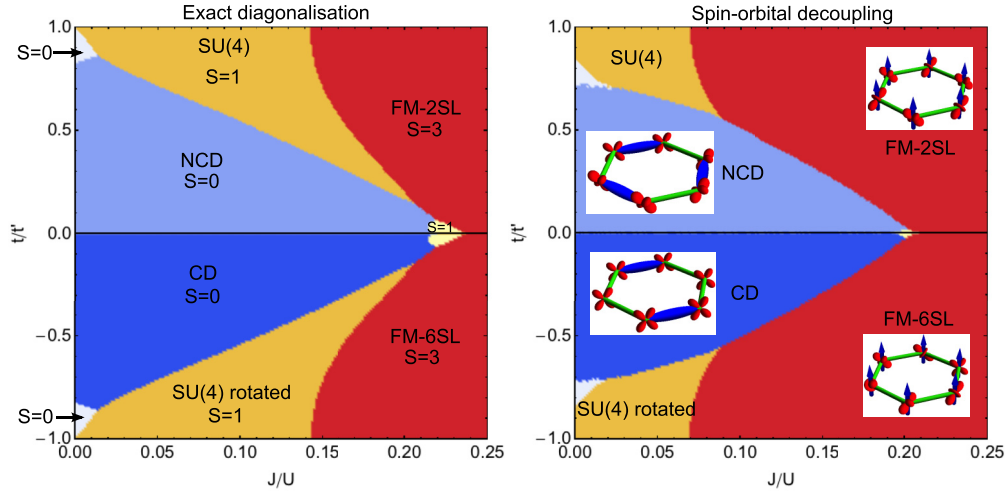 Exact diagonalisation
S=0
SU(4)
S=1
FM-2SL
S=3
NCD
S=0
S=1
CD
S=0
FM-6SL
S=3
SU(4) rotated
S=1
S=0
t/t'
1.0
0.5
0.0
−0.5
−1.0
0.00
0.05
0.10
0.15
0.20
0.25
J/U
Spin-orbital decoupling
SU(4)
FM-2SL
NCD
CD
FM-6SL
SU(4) rotated
t/t'
1.0
0.5
0.0
−0.5
−1.0
0.00
0.05
0.10
0.15
0.20
0.25
J/U